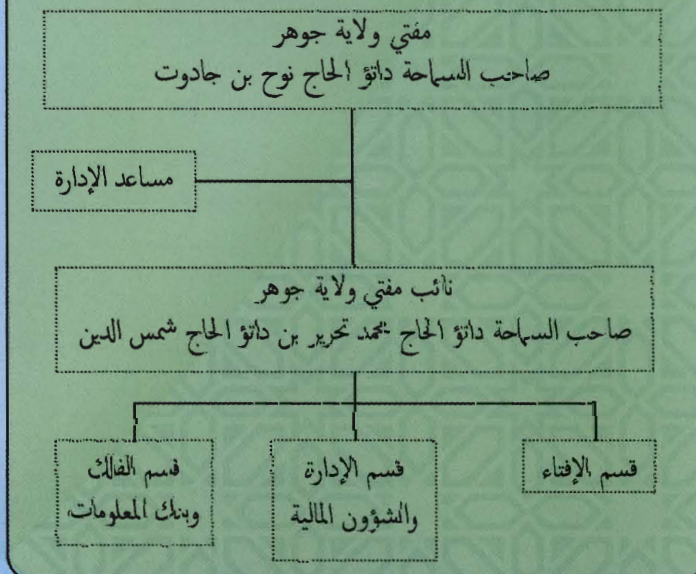 مفتي ولاية جوهر
صاحب السماحة داتؤ الحاج نوح بن جادوت
مساعد الإدارة
نائب مفتي ولاية جوهر
صاحب السماحة داتؤ الحاج محمد تحرير بن داتؤ الحاج شمس الدين
قسم الإفتاء
قسم الإدارة
والشؤون المالية
قسم الفلك
وبنك المعلومات